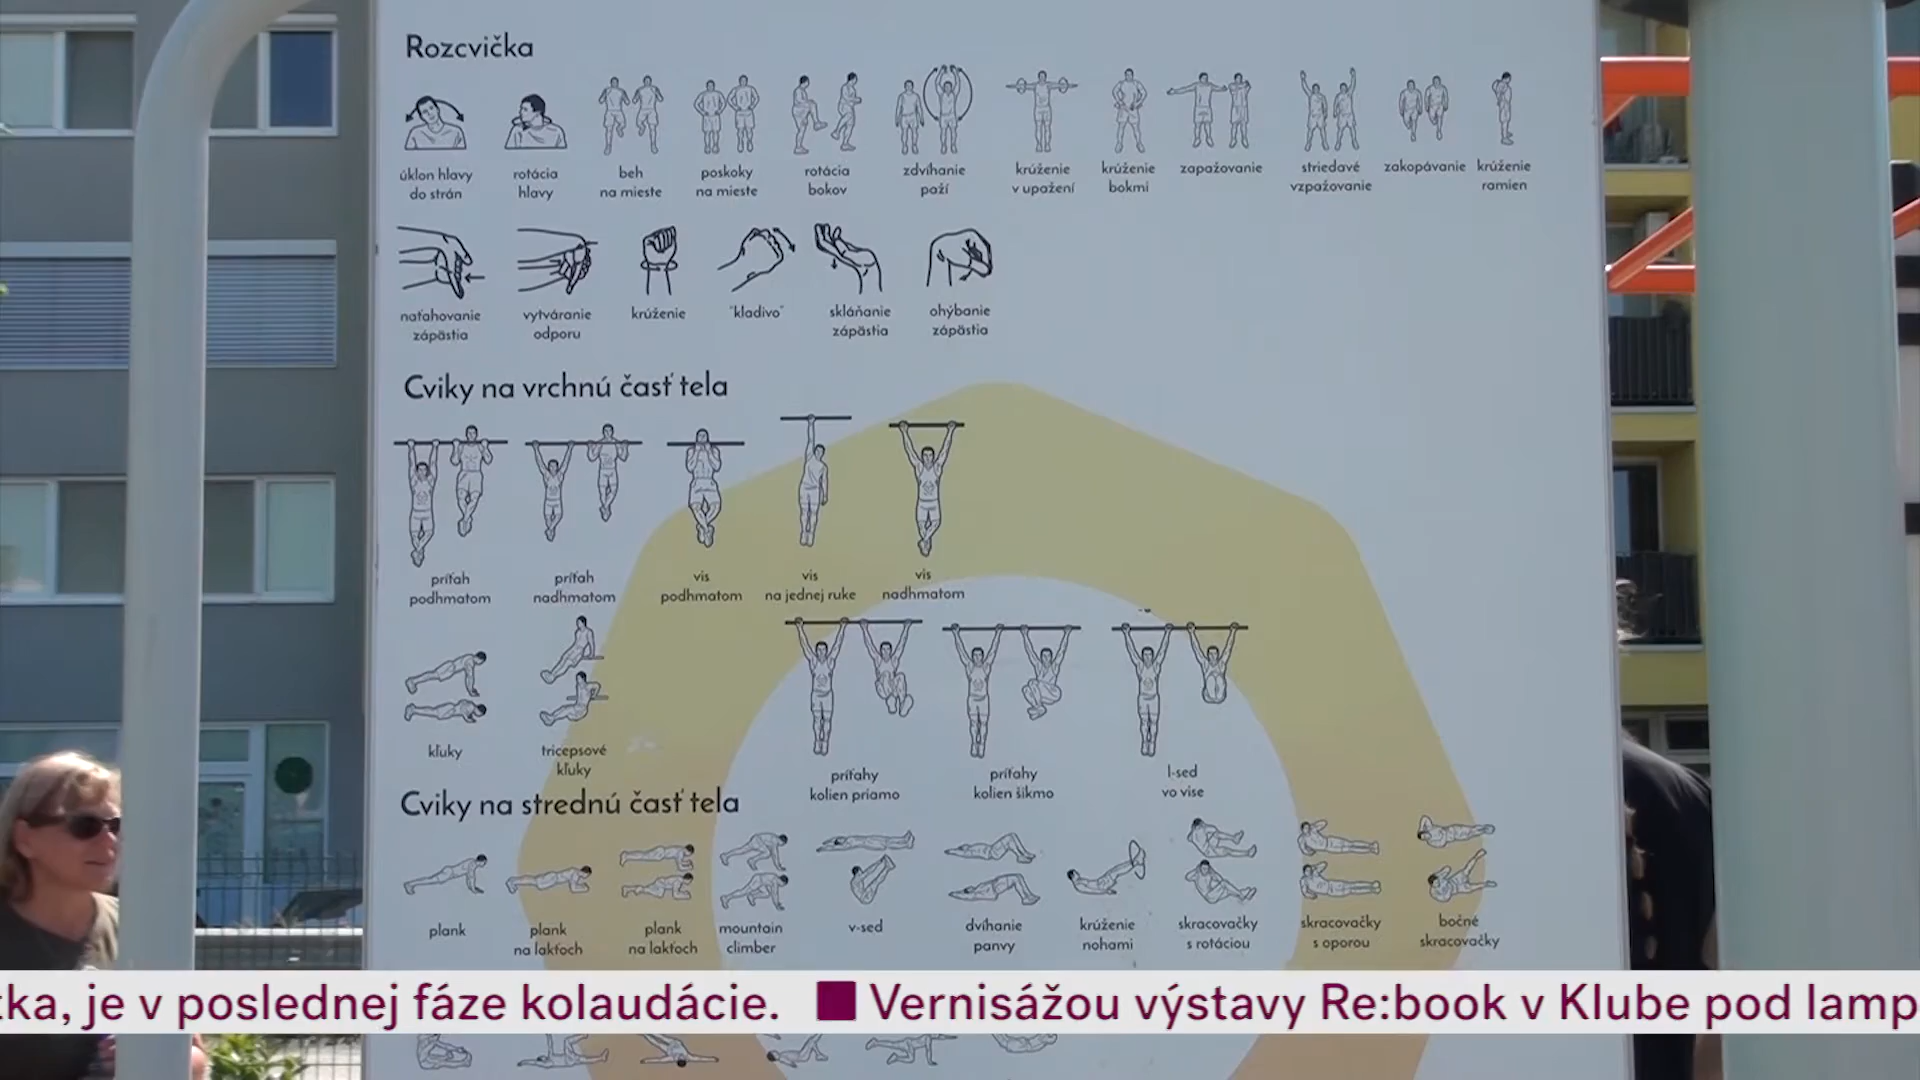 Rozcvička
úklon hlavy
do strán
rotácia
hlavy
beh
na mieste
poskoky
na mieste
rotácia
bokov
zdvíhanie
paží
krúženie
v upažení
krúženie
bokmi
zapažovanie
striedavé
vzpažovanie
zakopávanie
krúženie
ramien
naťahovanie
zápästia
vytváranie
odporu
krúženie
"kladivo"
skláňanie
zápästia
ohýbanie
zápästia
Cviky na vrchnú časť tela
príťah
podhmatom
príťah
nadhmatom
vis
podhmatom
vis
na jednej ruke
vis
nadhmatom
kľuky
tricepsové
kľuky
príťahy
kolien priamo
príťahy
kolien šikmo
l-sed
vo vise
Cviky na strednú časť tela
plank
plank
na lakťoch
plank
na lakťoch
mountain
climber
v-sed
dvíhanie
panvy
krúženie
nohami
skracovačky
s rotáciou
skracovačky
s oporou
bočné
skracovačky
tka, je v poslednej fáze kolaudácie. Vernisážou výstavy Re:book v Klube pod lamp